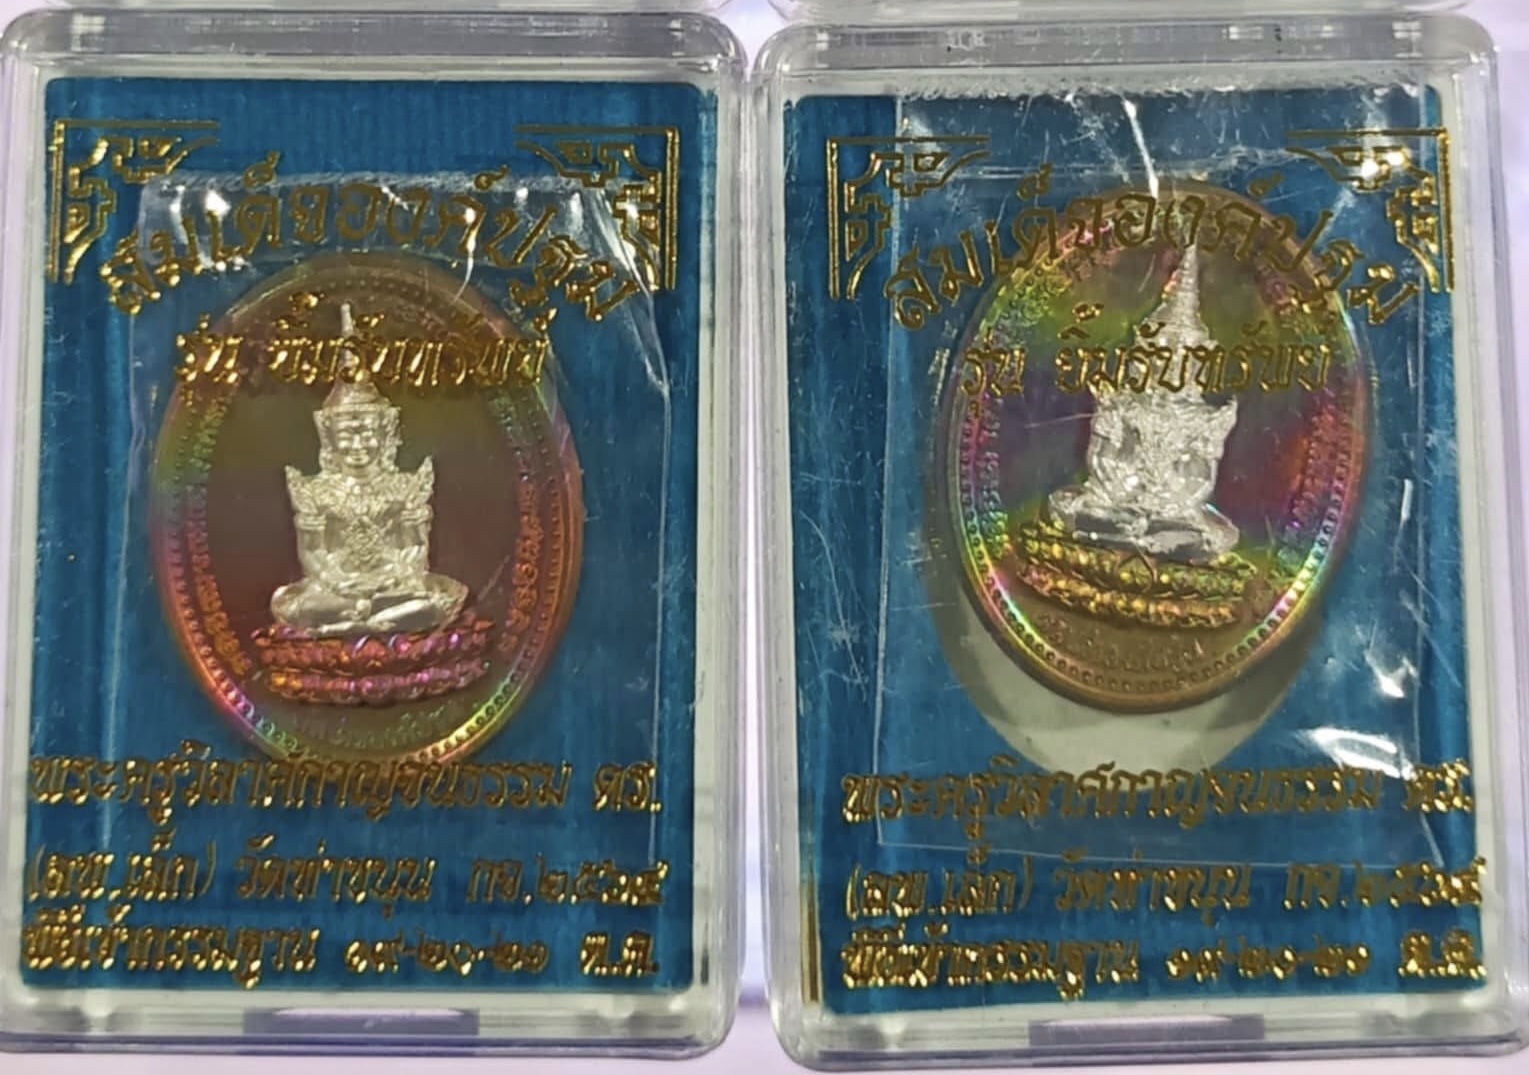 สมเด็จองค์ปฐม
รุ่น ยิ้มรับทรัพย์
พระครูวิลาศกาญจนธรรม ดร.
(ลพ.เล็ก) วัดท่าขนุน กจ.๒๕๖๕
พิธีเข้ากรรมฐาน ๑๙-๒๐-๒๑ ต.ค.
สมเด็จองค์ปฐม
รุ่น ยิ้มรับทรัพย์
พระครูวิลาศกาญจนธรรม ดร.
(ลพ.เล็ก) วัดท่าขนุน กจ.๒๕๖๕
พิธีเข้ากรรมฐาน ๑๙-๒๐-๒๑ ต.ค.